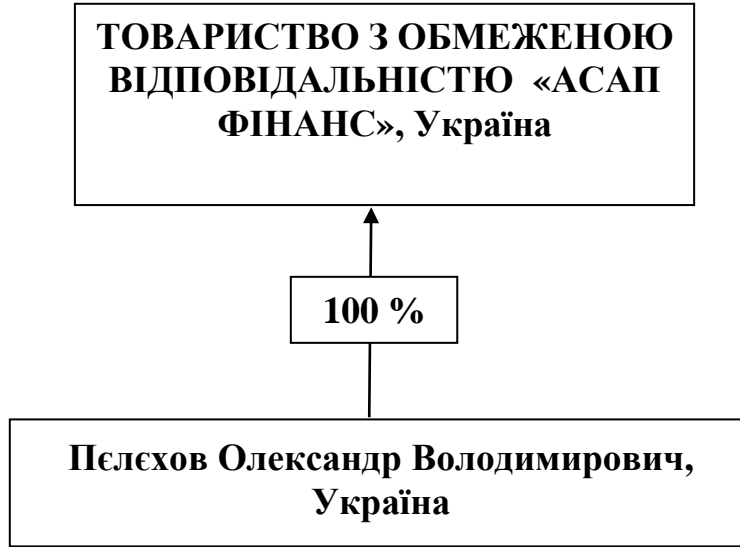 ТОВАРИСТВО З ОБМЕЖЕНОЮ
ВІДПОВІДАЛЬНІСТЮ «АСАП
ФІНАНС», Україна
100 %
Пєлєхов Олександр Володимирович,
Україна